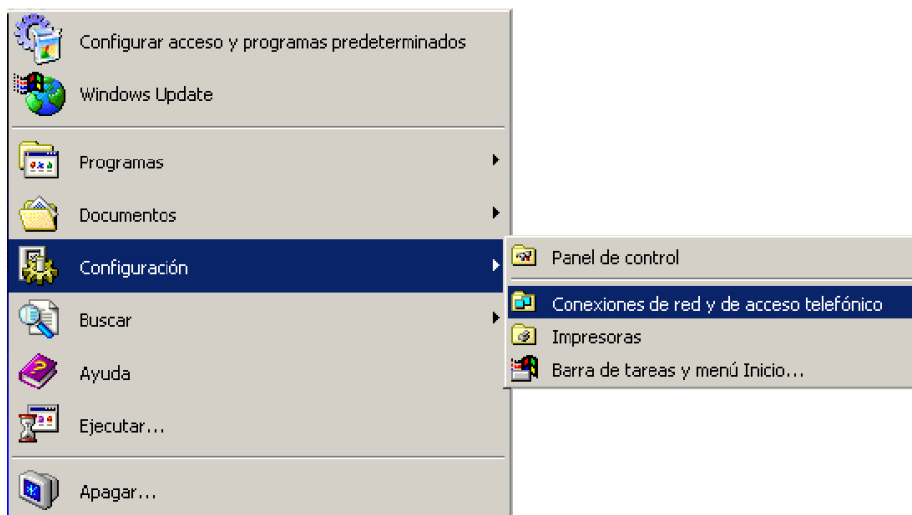 Configurar acceso y programas predeterminados
Windows Update
Programas
Documentos
Configuración
Buscar
Ayuda
Ejecutar...
Apagar...
Panel de control
Conexiones de red y de acceso telefónico
Impresoras
Barra de tareas y menú Inicio...